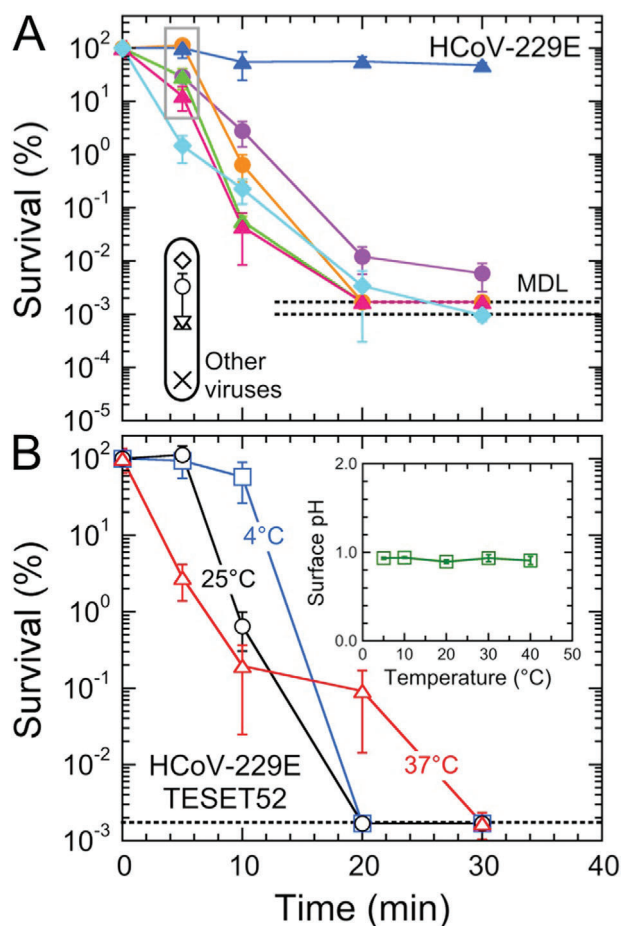 A
HCoV-229E
10²
10¹
10⁰
10⁻¹
10⁻²
10⁻³
10⁻⁴
10⁻⁵
Survival (%)
MDL
Other
viruses
B
10²
10¹
10⁰
10⁻¹
10⁻²
10⁻³
Survival (%)
4°C
25°C
37°C
HCoV-229E
TESET52
2.0
1.0
0.0
Surface pH
0 10 20 30 40 50
Temperature (°C)
0 10 20 30 40
Time (min)